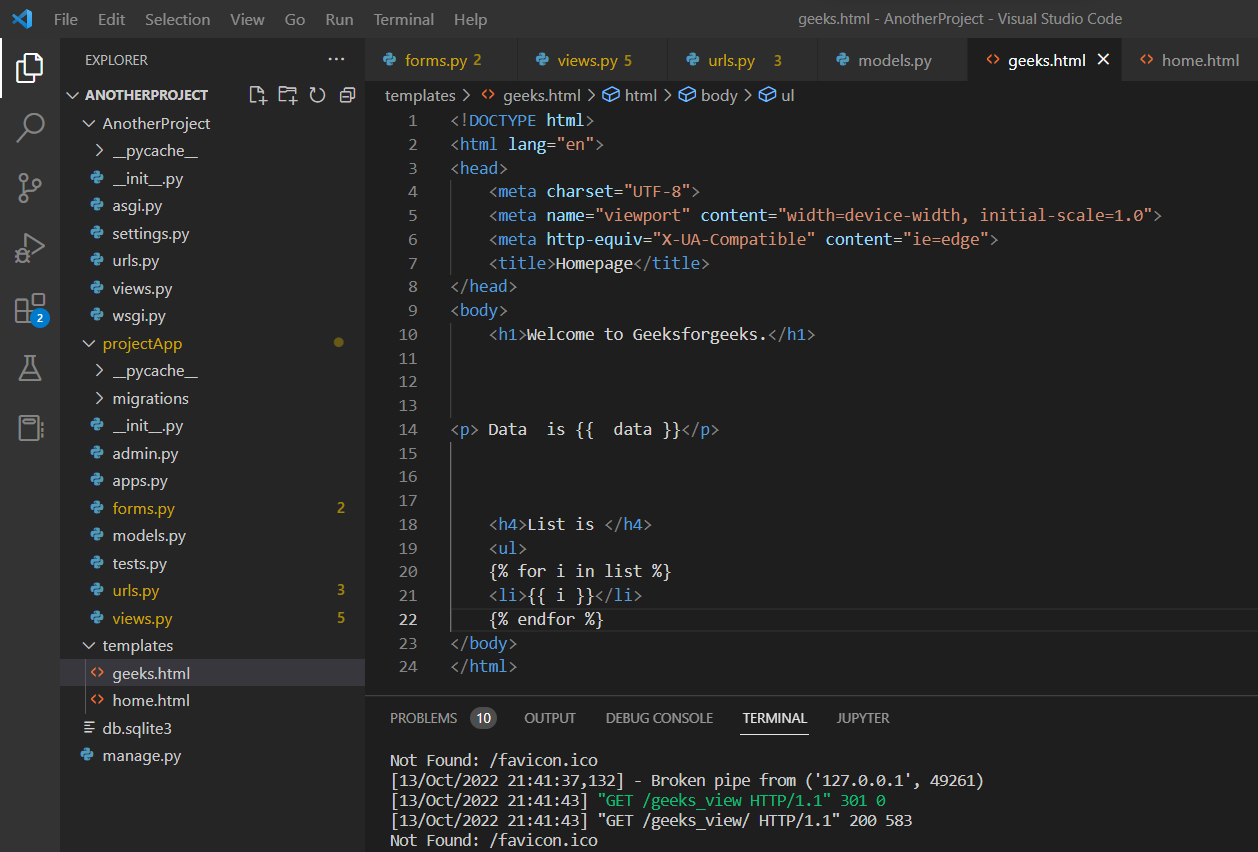 File Edit Selection View Go Run Terminal Help geeks.html - AnotherProject - Visual Studio Code
EXPLORER
ANOTHERPROJECT
AnotherProject
__pycache__
__init__.py
asgi.py
settings.py
urls.py
views.py
wsgi.py
projectApp
__pycache__
migrations
__init__.py
admin.py
apps.py
forms.py 2
models.py
tests.py
urls.py 3
views.py 5
templates
geeks.html
home.html
db.sqlite3
manage.py
2
forms.py 2 views.py 5 urls.py 3 models.py geeks.html home.html
templates > geeks.html > html > body > ul
1 <!DOCTYPE html>
2 <html lang="en">
3 <head>
4     <meta charset="UTF-8">
5     <meta name="viewport" content="width=device-width, initial-scale=1.0">
6     <meta http-equiv="X-UA-Compatible" content="ie=edge">
7     <title>Homepage</title>
8 </head>
9 <body>
10     <h1>Welcome to Geeksforgeeks.</h1>
11
12
13
14 <p> Data  is {{  data }}</p>
15
16
17
18     <h4>List is </h4>
19     <ul>
20     {% for i in list %}
21     <li>{{ i }}</li>
22     {% endfor %}
23 </body>
24 </html>
PROBLEMS 10 OUTPUT DEBUG CONSOLE TERMINAL JUPYTER
Not Found: /favicon.ico
[13/Oct/2022 21:41:37,132] - Broken pipe from ('127.0.0.1', 49261)
[13/Oct/2022 21:41:43] "GET /geeks_view HTTP/1.1" 301 0
[13/Oct/2022 21:41:43] "GET /geeks_view/ HTTP/1.1" 200 583
Not Found: /favicon.ico